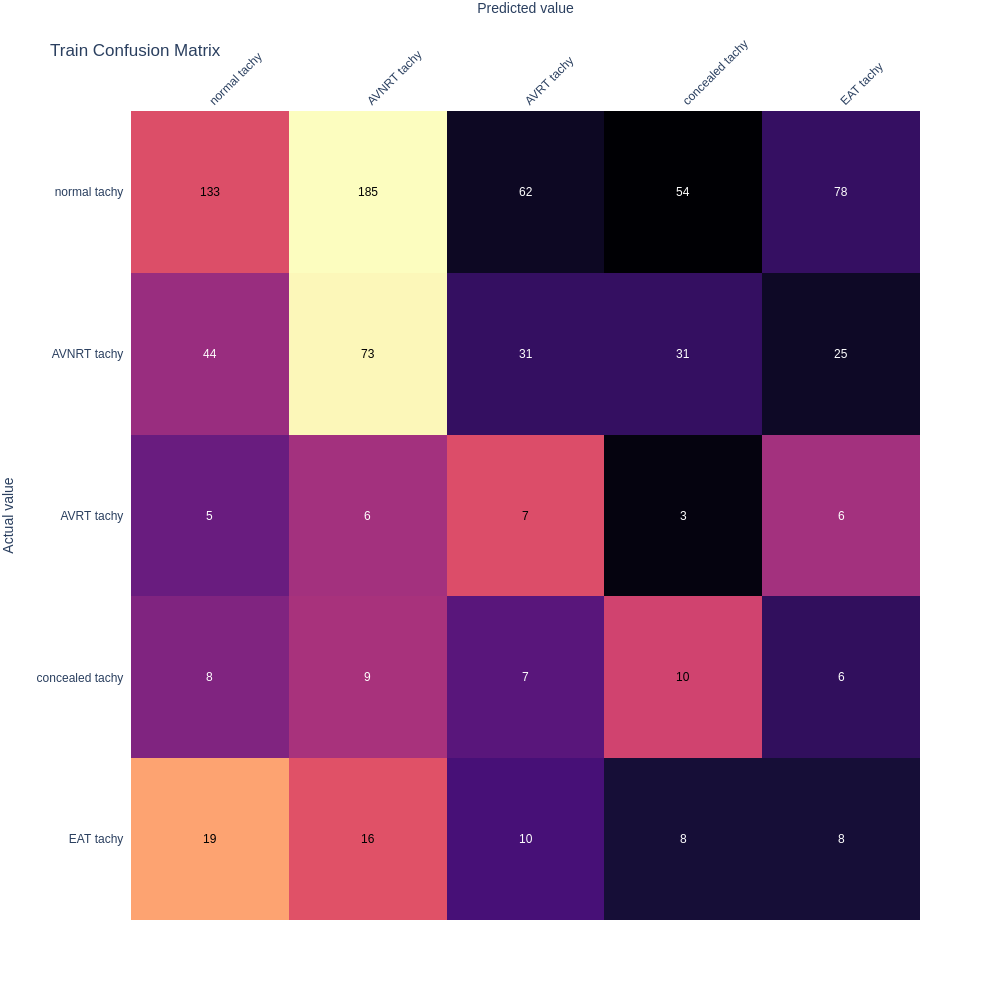 Predicted value
Train Confusion Matrix
normal tachy
AVNRT tachy
AVRT tachy
concealed tachy
EAT tachy
Actual value
normal tachy 133 185 62 54 78
AVNRT tachy 44 73 31 31 25
AVRT tachy 5 6 7 3 6
concealed tachy 8 9 7 10 6
EAT tachy 19 16 10 8 8